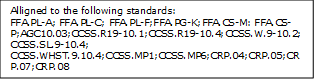 Aligned to the following standards:
FFA PL-A; FFA PL-C; FFA PL-F; FFA PG-K; FFA CS-M: FFA CS-
P; AGC10.03; CCSS.R19-10.1; CCSS.R19-10.4; CCSS.W.9-10.2;
CCSS.SL.9-10.4;
CCSS.WHST.9.10.4; CCSS.MP1; CCSS.MP6; CRP.04; CRP.05; CR
P.07; CRP.08